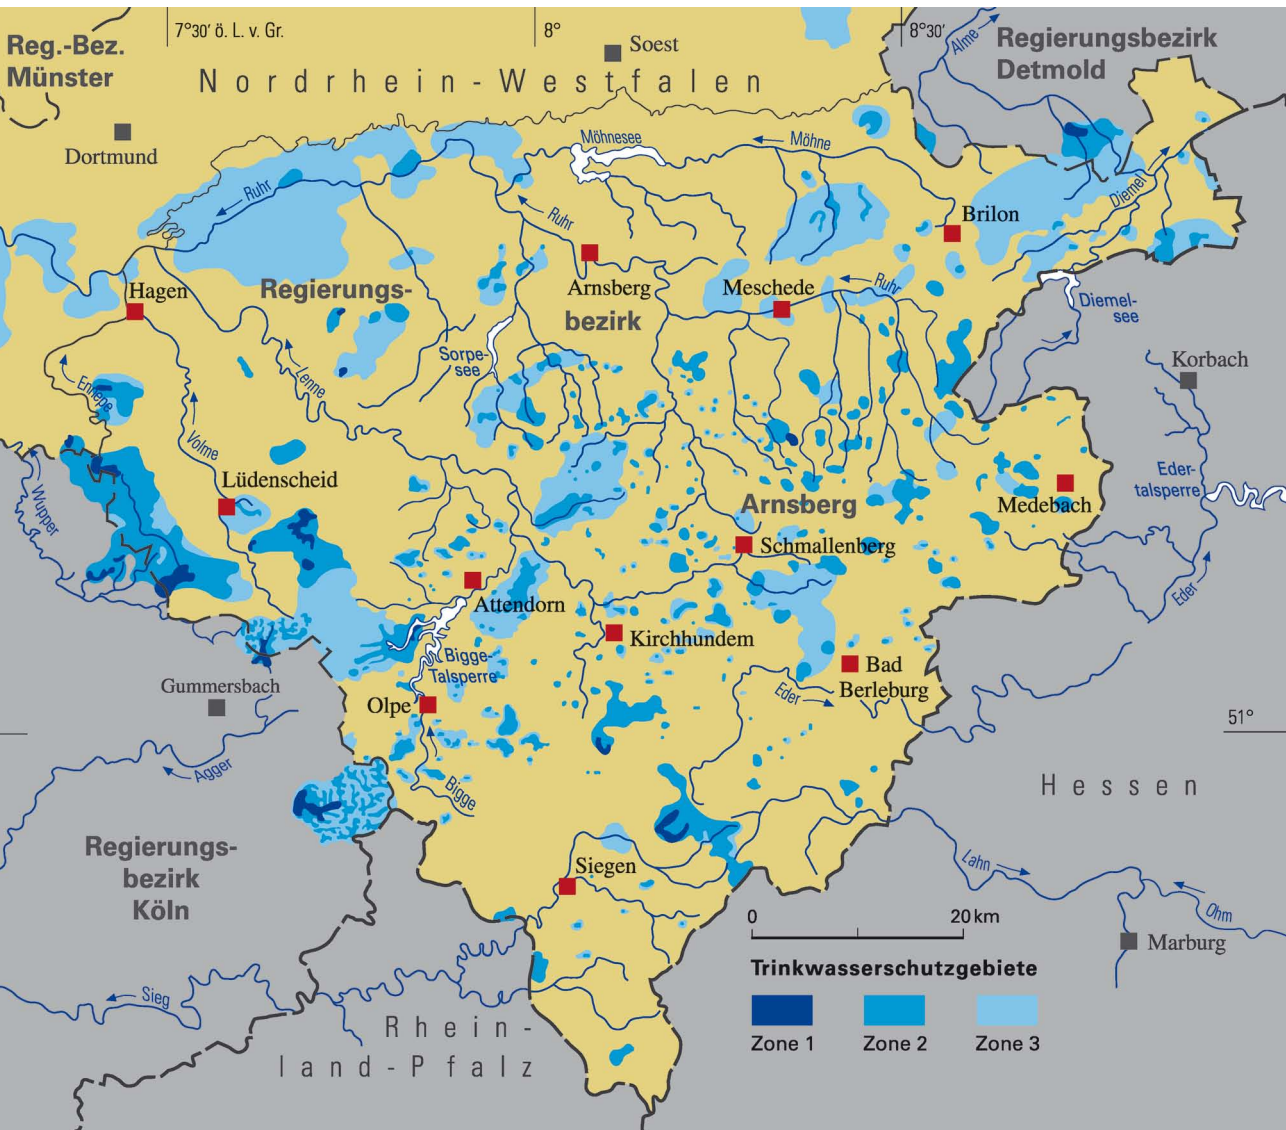 7°30' ö. L. v. Gr.
8°
8°30'
Reg.-Bez.
Münster
Soest
Alme
Regierungsbezirk
Detmold
Nordrhein-Westfalen
Dortmund
Möhnesee
Möhne
Diemel
Ruhr
Ruhr
Brilon
Hagen
Regierungs-
bezirk
Arnsberg
Meschede
Ruhr
Diemel-
see
Sorpe-
see
Korbach
Ennepe
Lenne
Volme
Wupper
Lüdenscheid
Arnsberg
Medebach
Eder-
talsperre
Schmallenberg
Attendorn
Eder
Kirchhundem
Bigge-
Talsperre
Bad
Berleburg
Eder
Gummersbach
Olpe
51°
Agger
Bigge
Hessen
Regierungs-
bezirk
Köln
Siegen
Lahn
Ohm
Marburg
0
20 km
Trinkwasserschutzgebiete
Zone 1
Zone 2
Zone 3
Sieg
Rhein-
land-Pfalz